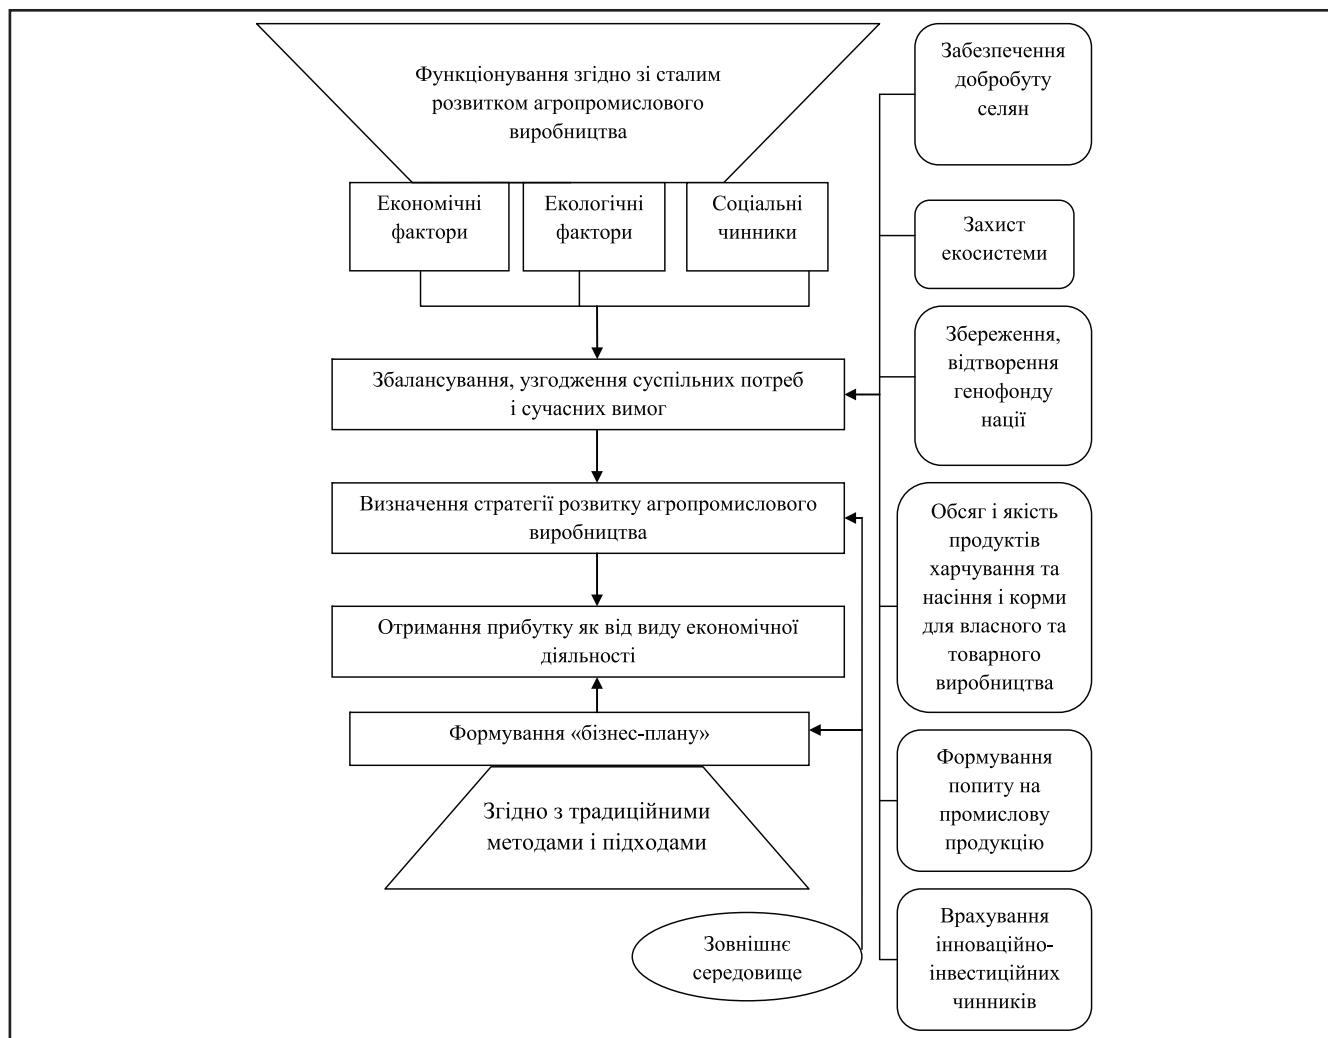 Функціонування згідно зі сталим
розвитком агропромислового
виробництва
Економічні
фактори
Екологічні
фактори
Соціальні
чинники
Збалансування, узгодження суспільних потреб
і сучасних вимог
Визначення стратегії розвитку агропромислового
виробництва
Отримання прибутку як від виду економічної
діяльності
Формування «бізнес-плану»
Згідно з традиційними
методами і підходами
Зовнішнє
середовище
Забезпечення
добробуту
селян
Захист
екосистеми
Збереження,
відтворення
генофонду
нації
Обсяг і якість
продуктів
харчування та
насіння і корми
для власного та
товарного
виробництва
Формування
попиту на
промислову
продукцію
Врахування
інноваційно-
інвестиційних
чинників